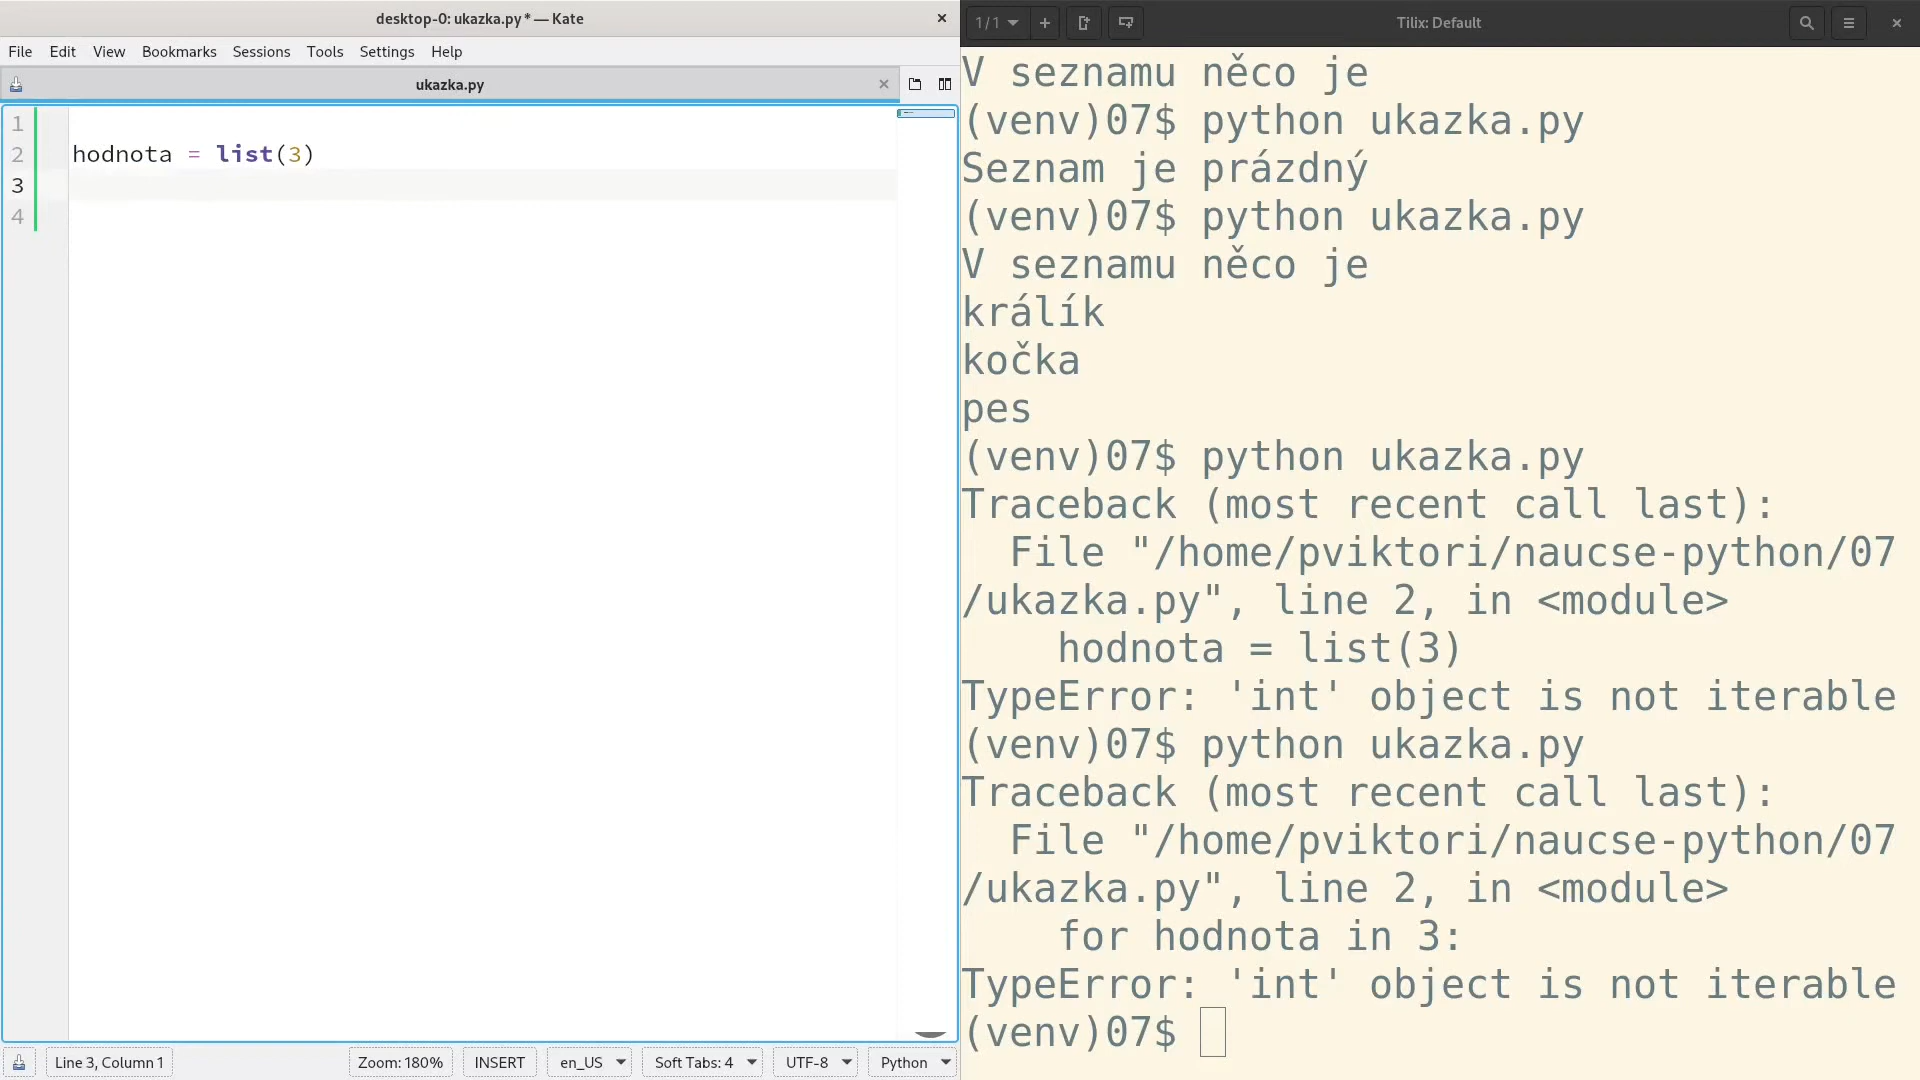 desktop-0: ukazka.py * — Kate
File Edit View Bookmarks Sessions Tools Settings Help
ukazka.py
1
2 hodnota = list(3)
3
4
Line 3, Column 1 Zoom: 180% INSERT en_US Soft Tabs: 4 UTF-8 Python
1 / 1 Tilix: Default
V seznamu něco je
(venv)07$ python ukazka.py
Seznam je prázdný
(venv)07$ python ukazka.py
V seznamu něco je
králík
kočka
pes
(venv)07$ python ukazka.py
Traceback (most recent call last):
  File "/home/pviktori/naucse-python/07
/ukazka.py", line 2, in <module>
    hodnota = list(3)
TypeError: 'int' object is not iterable
(venv)07$ python ukazka.py
Traceback (most recent call last):
  File "/home/pviktori/naucse-python/07
/ukazka.py", line 2, in <module>
    for hodnota in 3:
TypeError: 'int' object is not iterable
(venv)07$